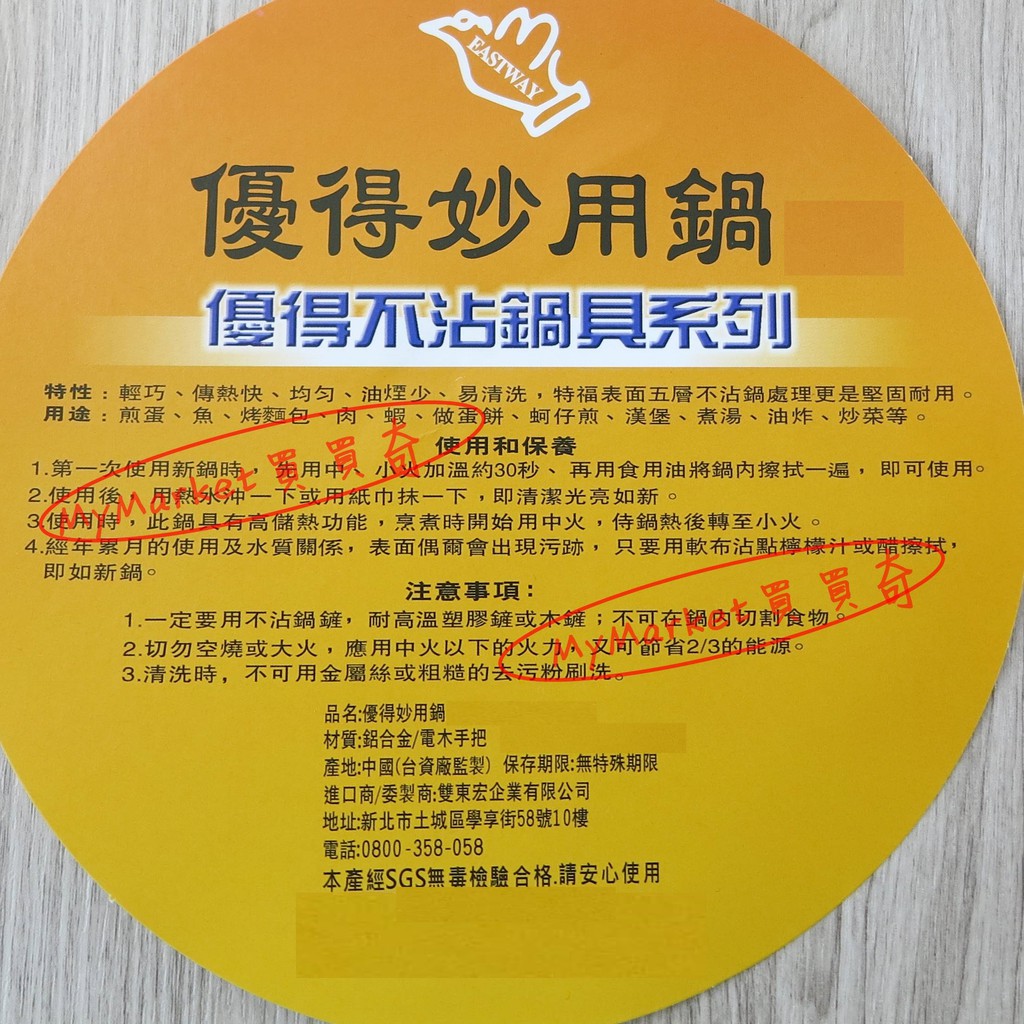 EASTWAY
優得妙用鍋
優得不沾鍋具系列
特性：輕巧、傳熱快、均勻、油煙少、易清洗，特福表面五層不沾鍋處理更是堅固耐用。
用途：煎蛋、魚、烤麵包、肉、蝦、做蛋餅、蚵仔煎、漢堡、煮湯、油炸、炒菜等。
使用和保養
1.第一次使用新鍋時，先用中、小火加溫約30秒、再用食用油將鍋內擦拭一遍，即可使用。
2.使用後，用熱水沖一下或用紙巾抹一下，即清潔光亮如新。
3.使用時，此鍋具有高儲熱功能，烹煮時開始用中火，侍鍋熱後轉至小火。
4.經年累月的使用及水質關係，表面偶爾會出現污跡，只要用軟布沾點檸檬汁或醋擦拭，
即如新鍋。
注意事項：
1.一定要用不沾鍋鏟，耐高溫塑膠鏟或木鏟；不可在鍋內切割食物。
2.切勿空燒或大火，應用中火以下的火力，又可節省2/3的能源。
3.清洗時，不可用金屬絲或粗糙的去污粉刷洗。
品名:優得妙用鍋
材質:鋁合金/電木手把
產地:中國(台資廠監製) 保存期限:無特殊期限
進口商/委製商:雙東宏企業有限公司
地址:新北市土城區學享街58號10樓
電話:0800-358-058
本產經SGS無毒檢驗合格.請安心使用
MyMarket買買奇
MyMarket買買奇